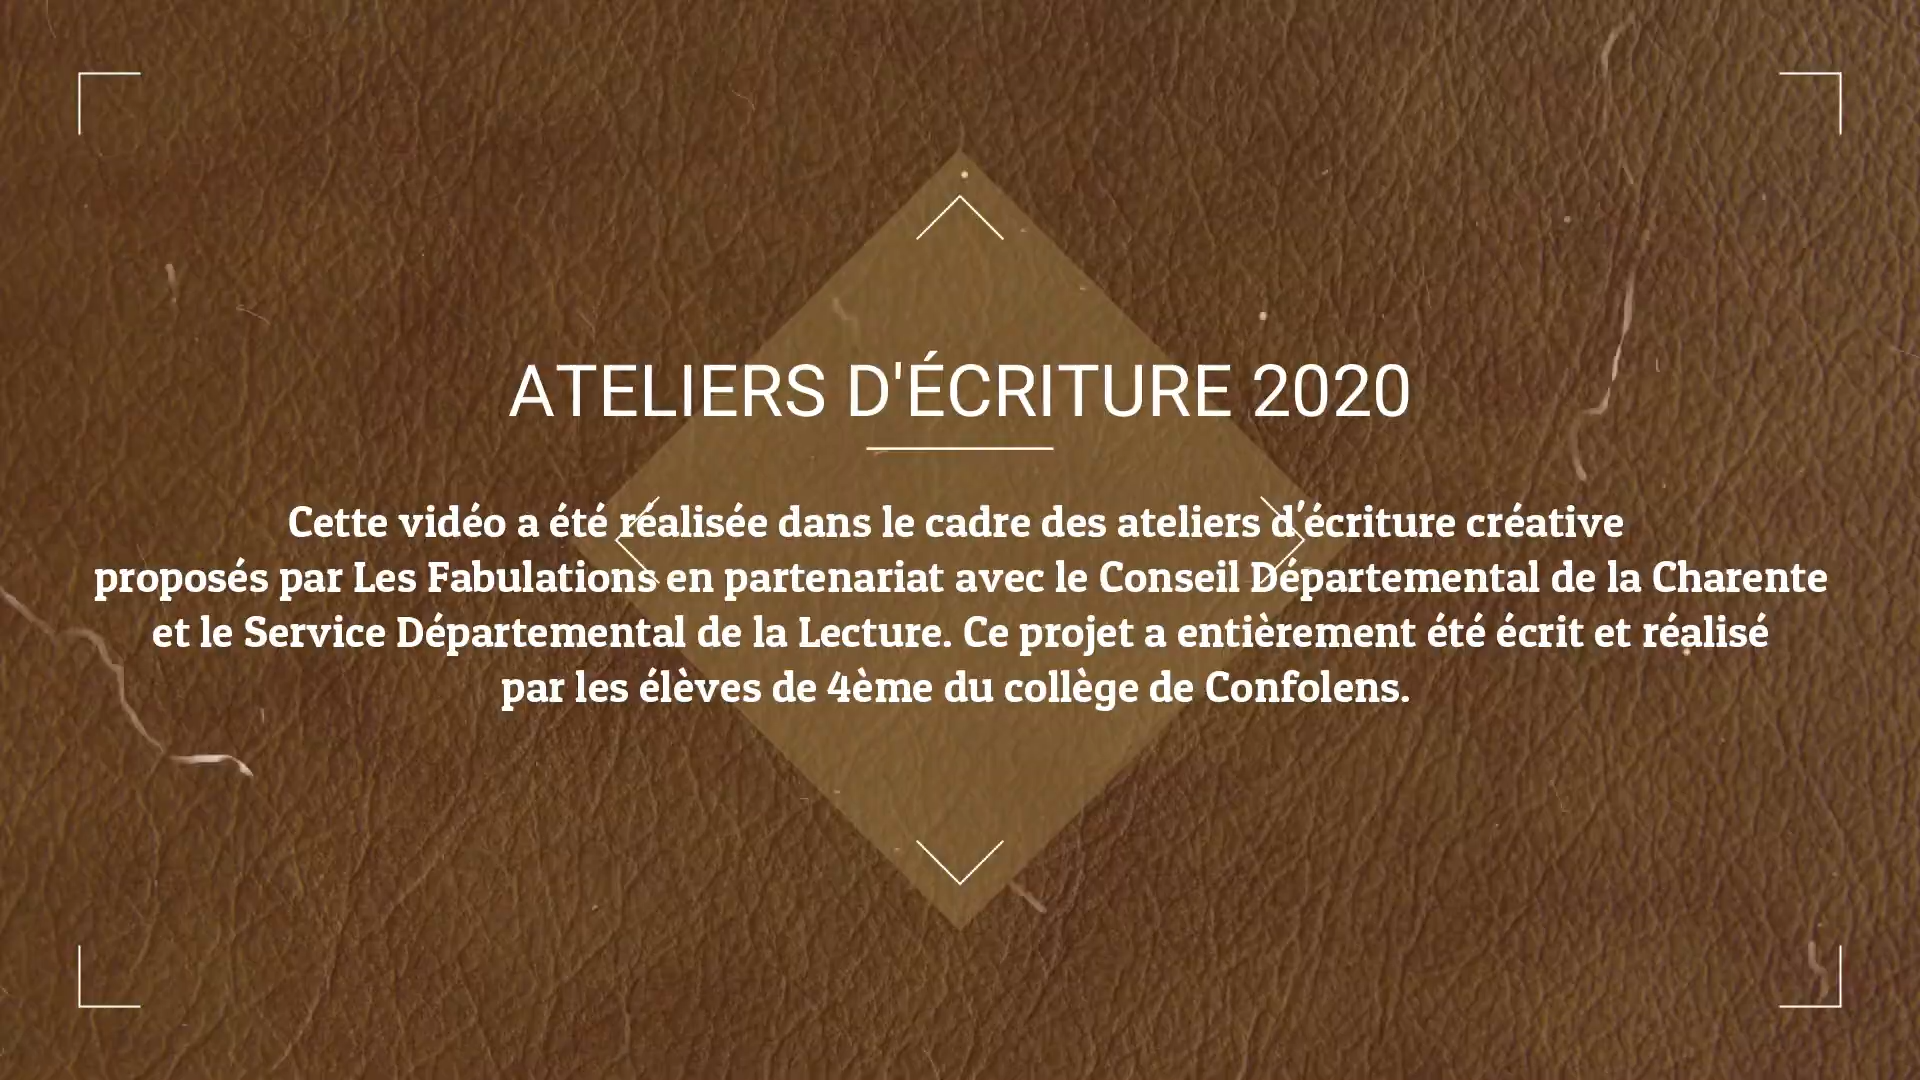 ATELIERS D'ÉCRITURE 2020
Cette vidéo a été réalisée dans le cadre des ateliers d'écriture créative
proposés par Les Fabulations en partenariat avec le Conseil Départemental de la Charente
et le Service Départemental de la Lecture. Ce projet a entièrement été écrit et réalisé
par les élèves de 4ème du collège de Confolens.